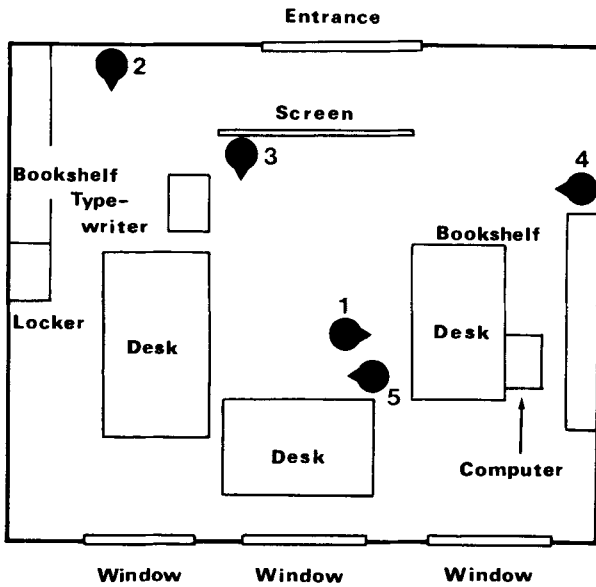 Entrance
2
Screen
3
4
Bookshelf
Type-
writer
Bookshelf
1
Locker
Desk
Desk
5
Desk
Computer
Window
Window
Window